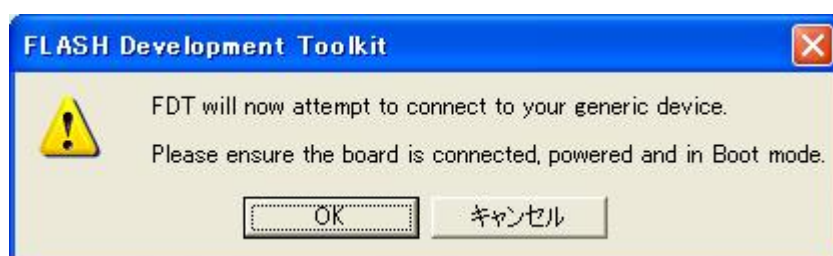 FLASH Development Toolkit
FDT will now attempt to connect to your generic device.
Please ensure the board is connected, powered and in Boot mode.
OK キャンセル